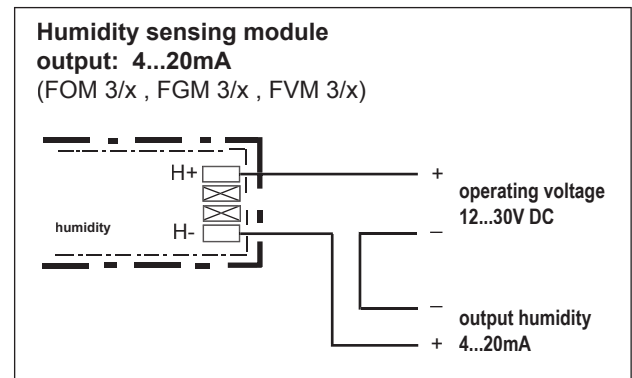 Humidity sensing module
output: 4...20mA
(FOM 3/x , FGM 3/x , FVM 3/x)
H+
+
operating voltage
12...30V DC
humidity
H-
–
–
output humidity
+ 4...20mA